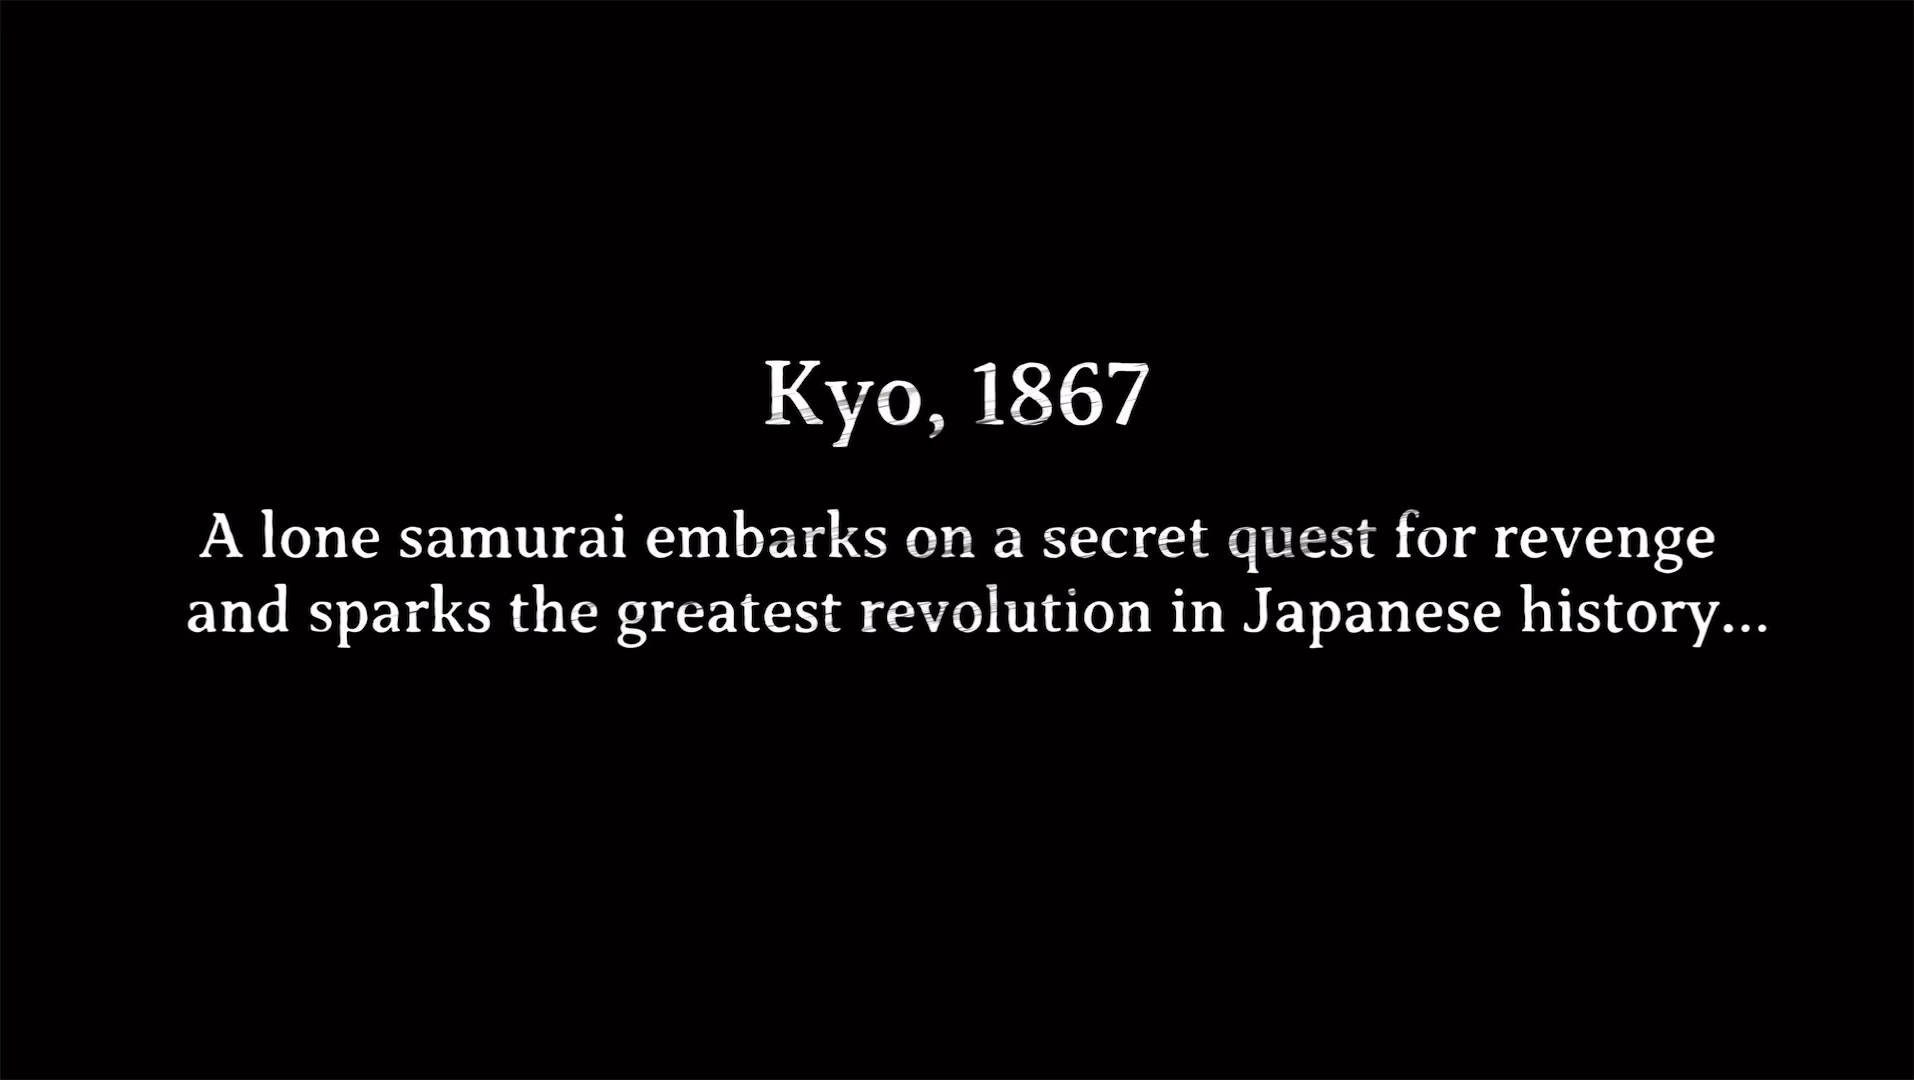 Kyo, 1867
A lone samurai embarks on a secret quest for revenge
and sparks the greatest revolution in Japanese history...